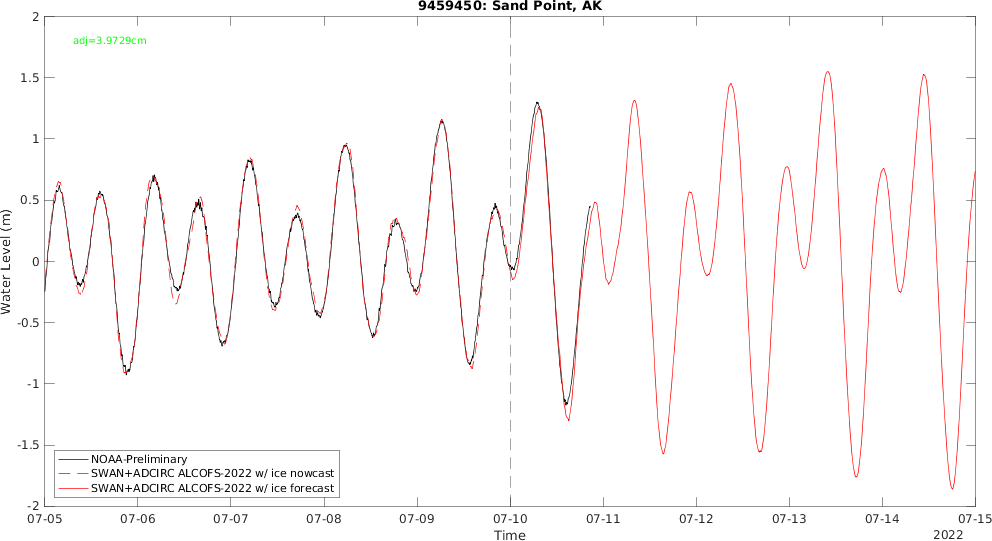 9459450: Sand Point, AK
adj=3.9729cm
2
1.5
1
0.5
0
-0.5
-1
-1.5
-2
Water Level (m)
NOAA-Preliminary
SWAN+ADCIRC ALCOFS-2022 w/ ice nowcast
SWAN+ADCIRC ALCOFS-2022 w/ ice forecast
07-05 07-06 07-07 07-08 07-09 07-10 07-11 07-12 07-13 07-14 07-15
Time
2022